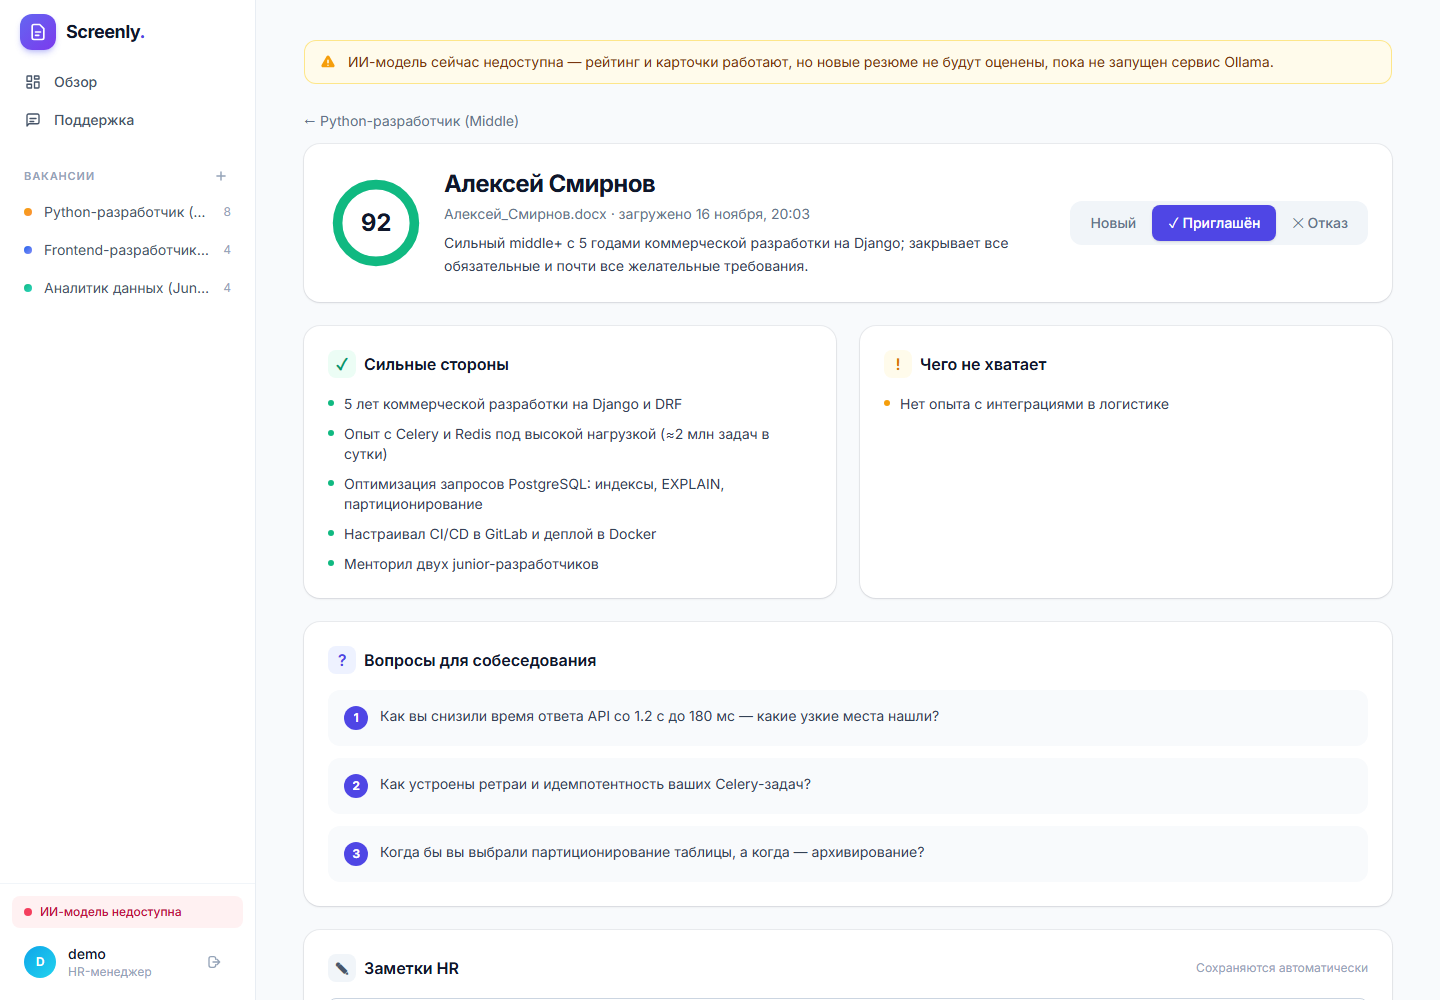 Screenly.
Обзор
Поддержка
ВАКАНСИИ +
Python-разработчик (... 8
Frontend-разработчик... 4
Аналитик данных (Jun... 4
ИИ-модель недоступна
D
demo
HR-менеджер
ИИ-модель сейчас недоступна — рейтинг и карточки работают, но новые резюме не будут оценены, пока не запущен сервис Ollama.
← Python-разработчик (Middle)
92
Алексей Смирнов
Алексей_Смирнов.docx · загружено 16 ноября, 20:03
Сильный middle+ с 5 годами коммерческой разработки на Django; закрывает все
обязательные и почти все желательные требования.
Новый ✓ Приглашён ✕ Отказ
✓ Сильные стороны
5 лет коммерческой разработки на Django и DRF
Опыт с Celery и Redis под высокой нагрузкой (≈2 млн задач в
сутки)
Оптимизация запросов PostgreSQL: индексы, EXPLAIN,
партиционирование
Настраивал CI/CD в GitLab и деплой в Docker
Менторил двух junior-разработчиков
! Чего не хватает
Нет опыта с интеграциями в логистике
? Вопросы для собеседования
1 Как вы снизили время ответа API со 1.2 с до 180 мс — какие узкие места нашли?
2 Как устроены ретраи и идемпотентность ваших Celery-задач?
3 Когда бы вы выбрали партиционирование таблицы, а когда — архивирование?
Заметки HR
Сохраняются автоматически